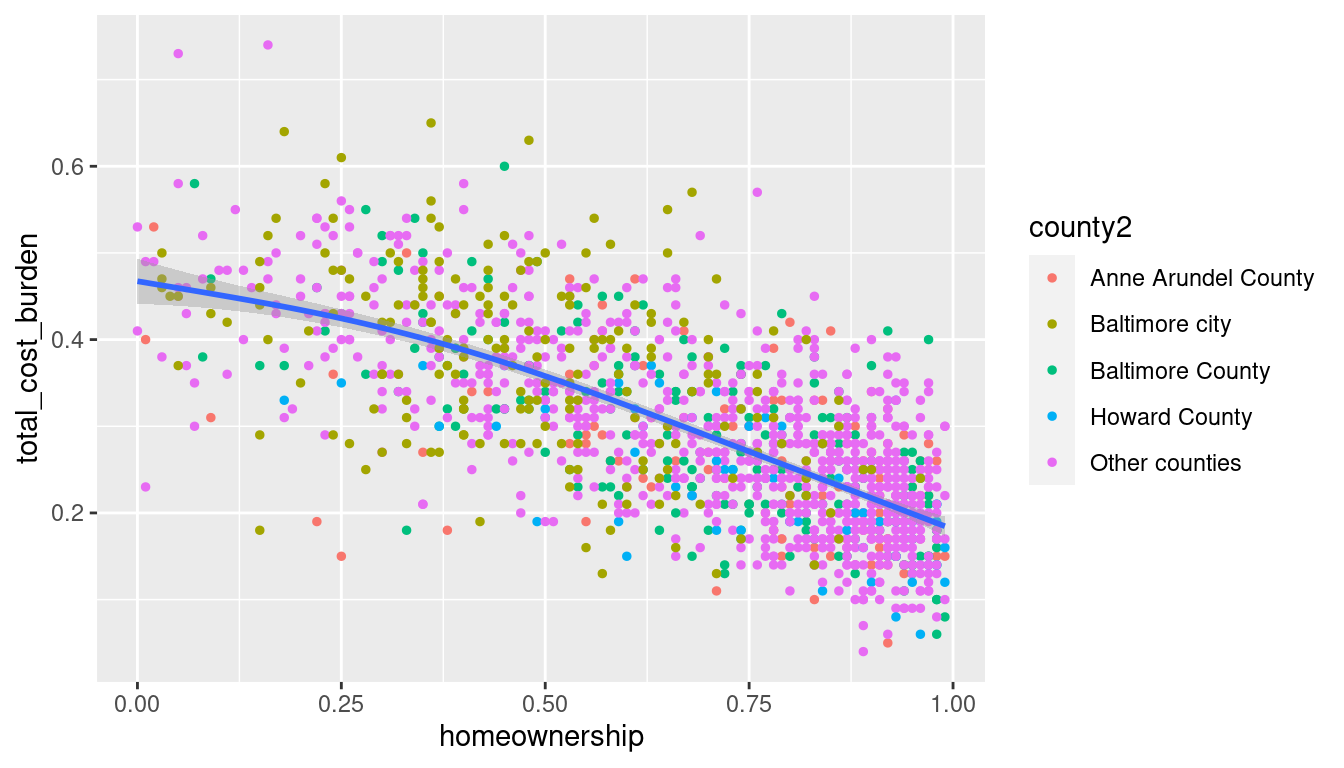 total_cost_burden
0.6
0.4
0.2
0.00 0.25 0.50 0.75 1.00
homeownership
county2
Anne Arundel County
Baltimore city
Baltimore County
Howard County
Other counties